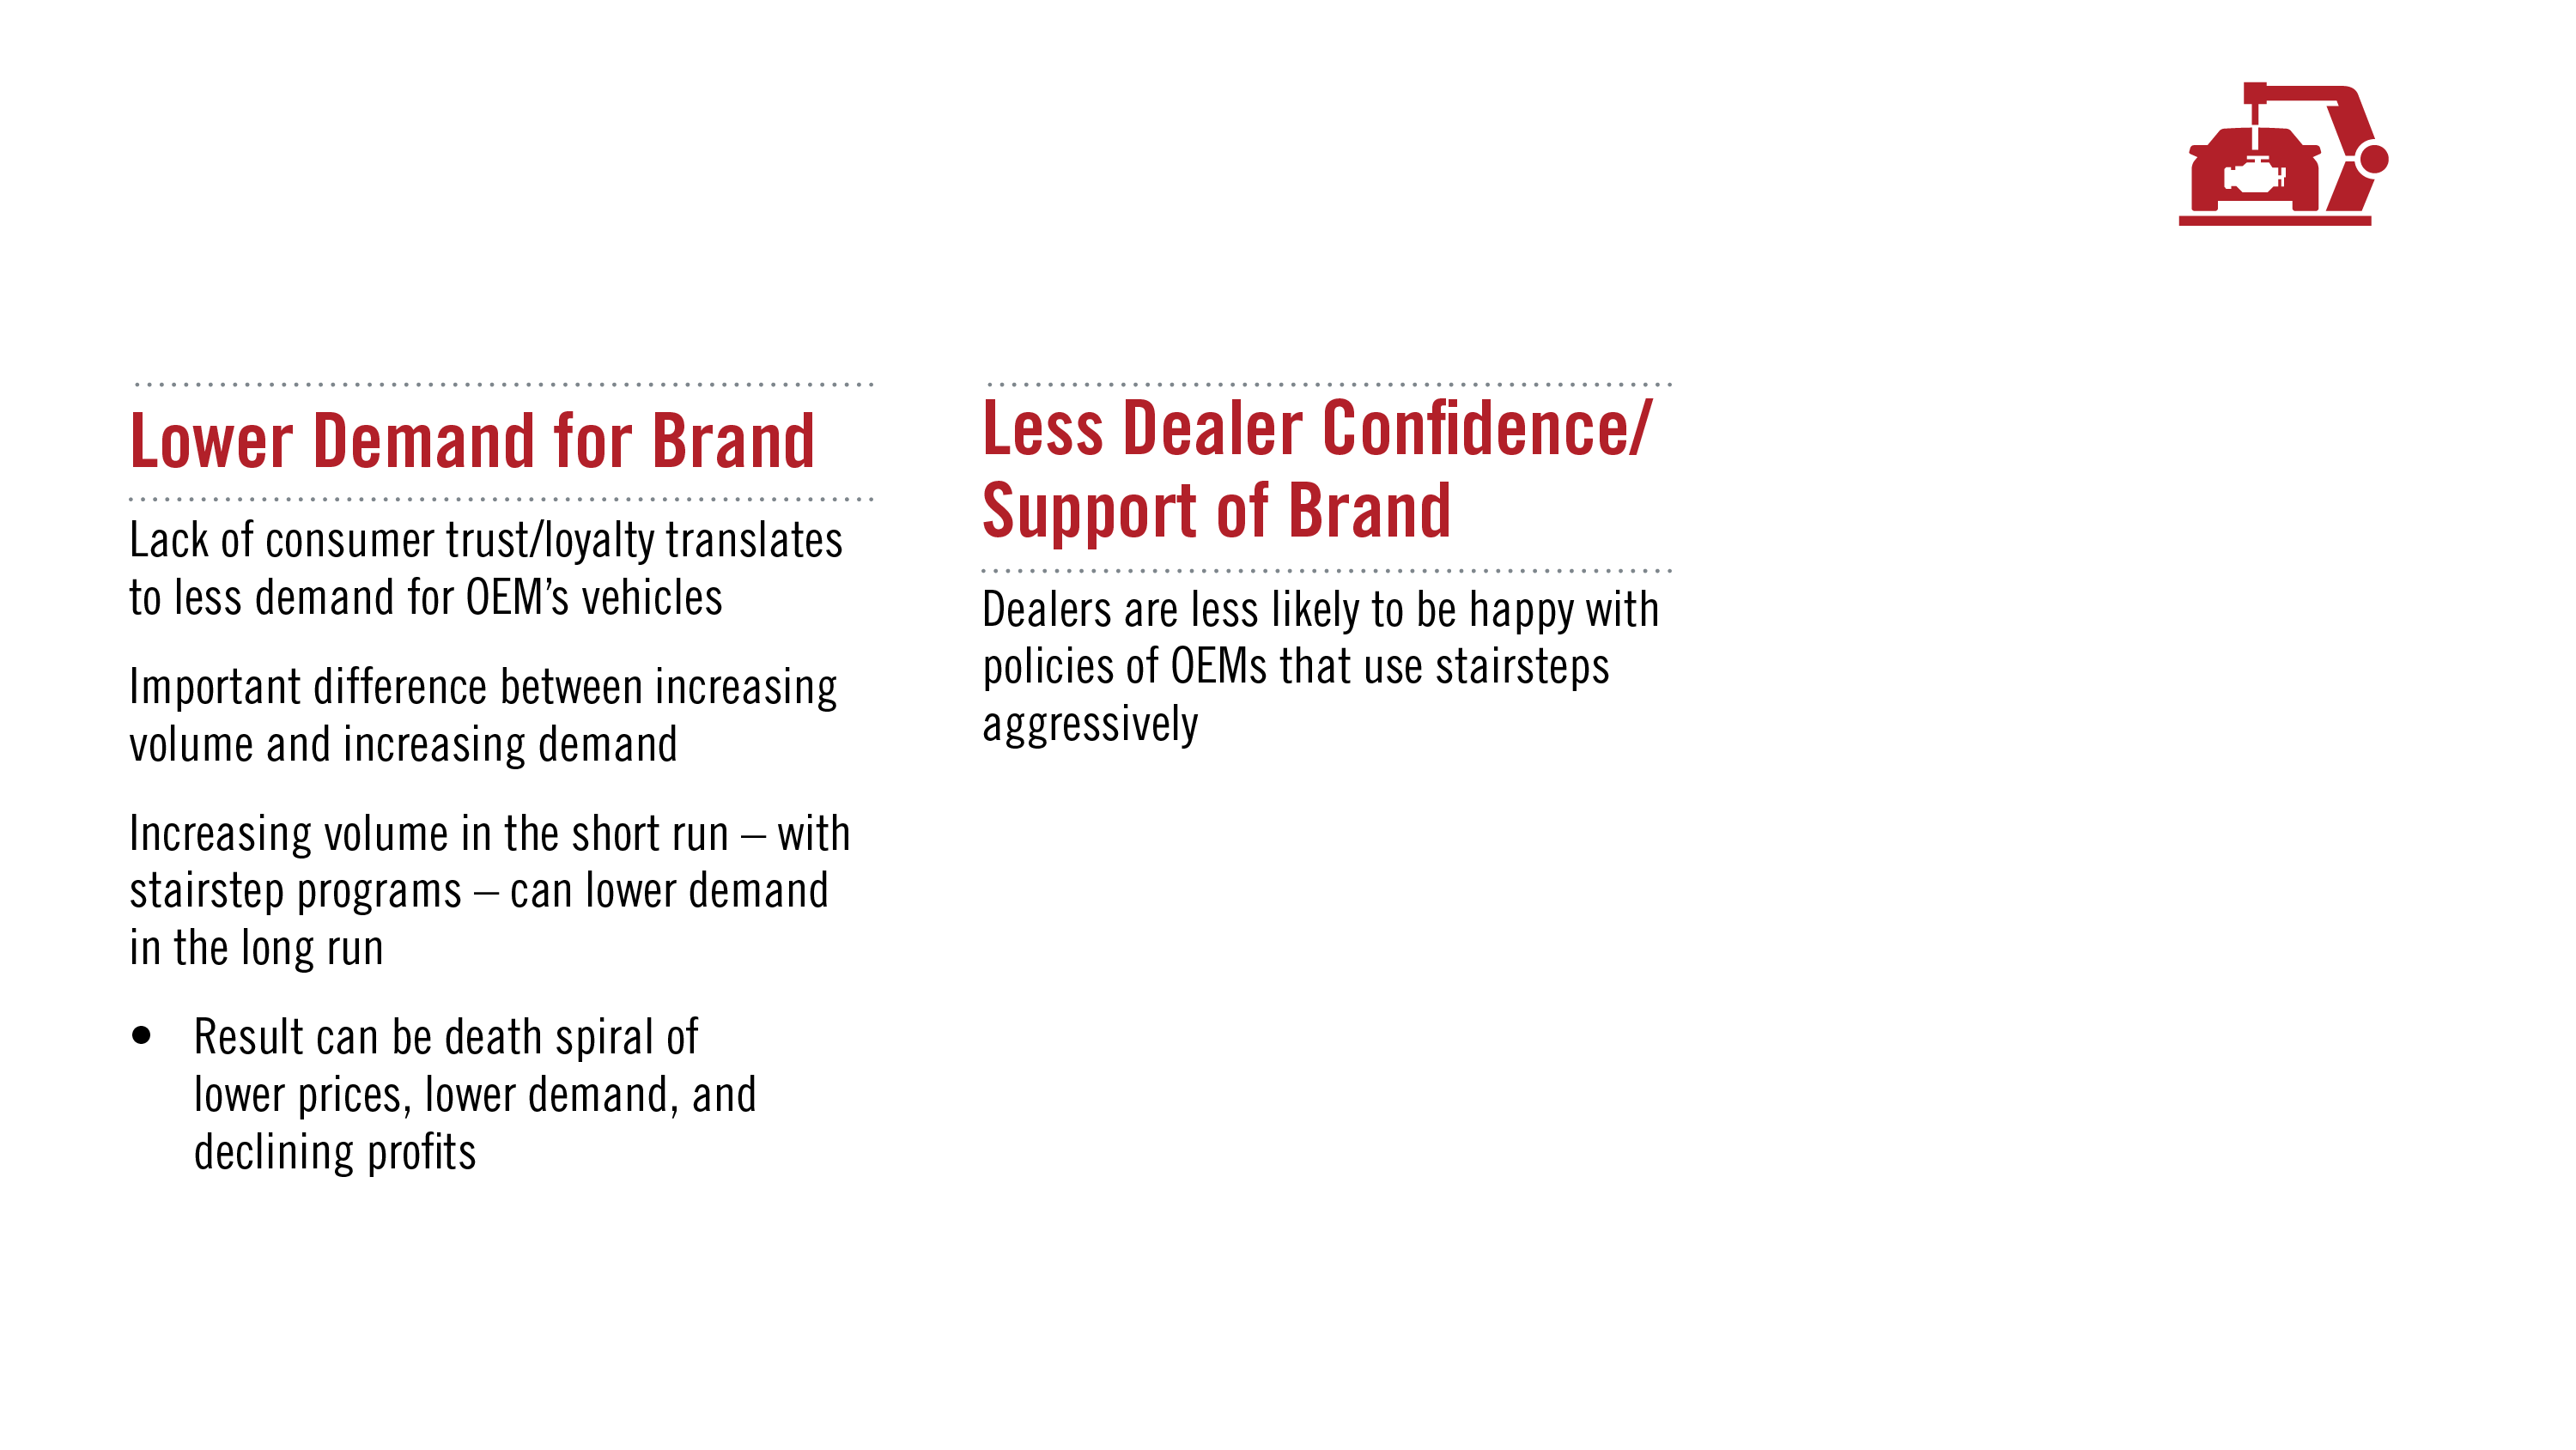 Lower Demand for Brand
Lack of consumer trust/loyalty translates
to less demand for OEM’s vehicles
Important difference between increasing
volume and increasing demand
Increasing volume in the short run – with
stairstep programs – can lower demand
in the long run
• Result can be death spiral of
lower prices, lower demand, and
declining profits
Less Dealer Confidence/
Support of Brand
Dealers are less likely to be happy with
policies of OEMs that use stairsteps
aggressively